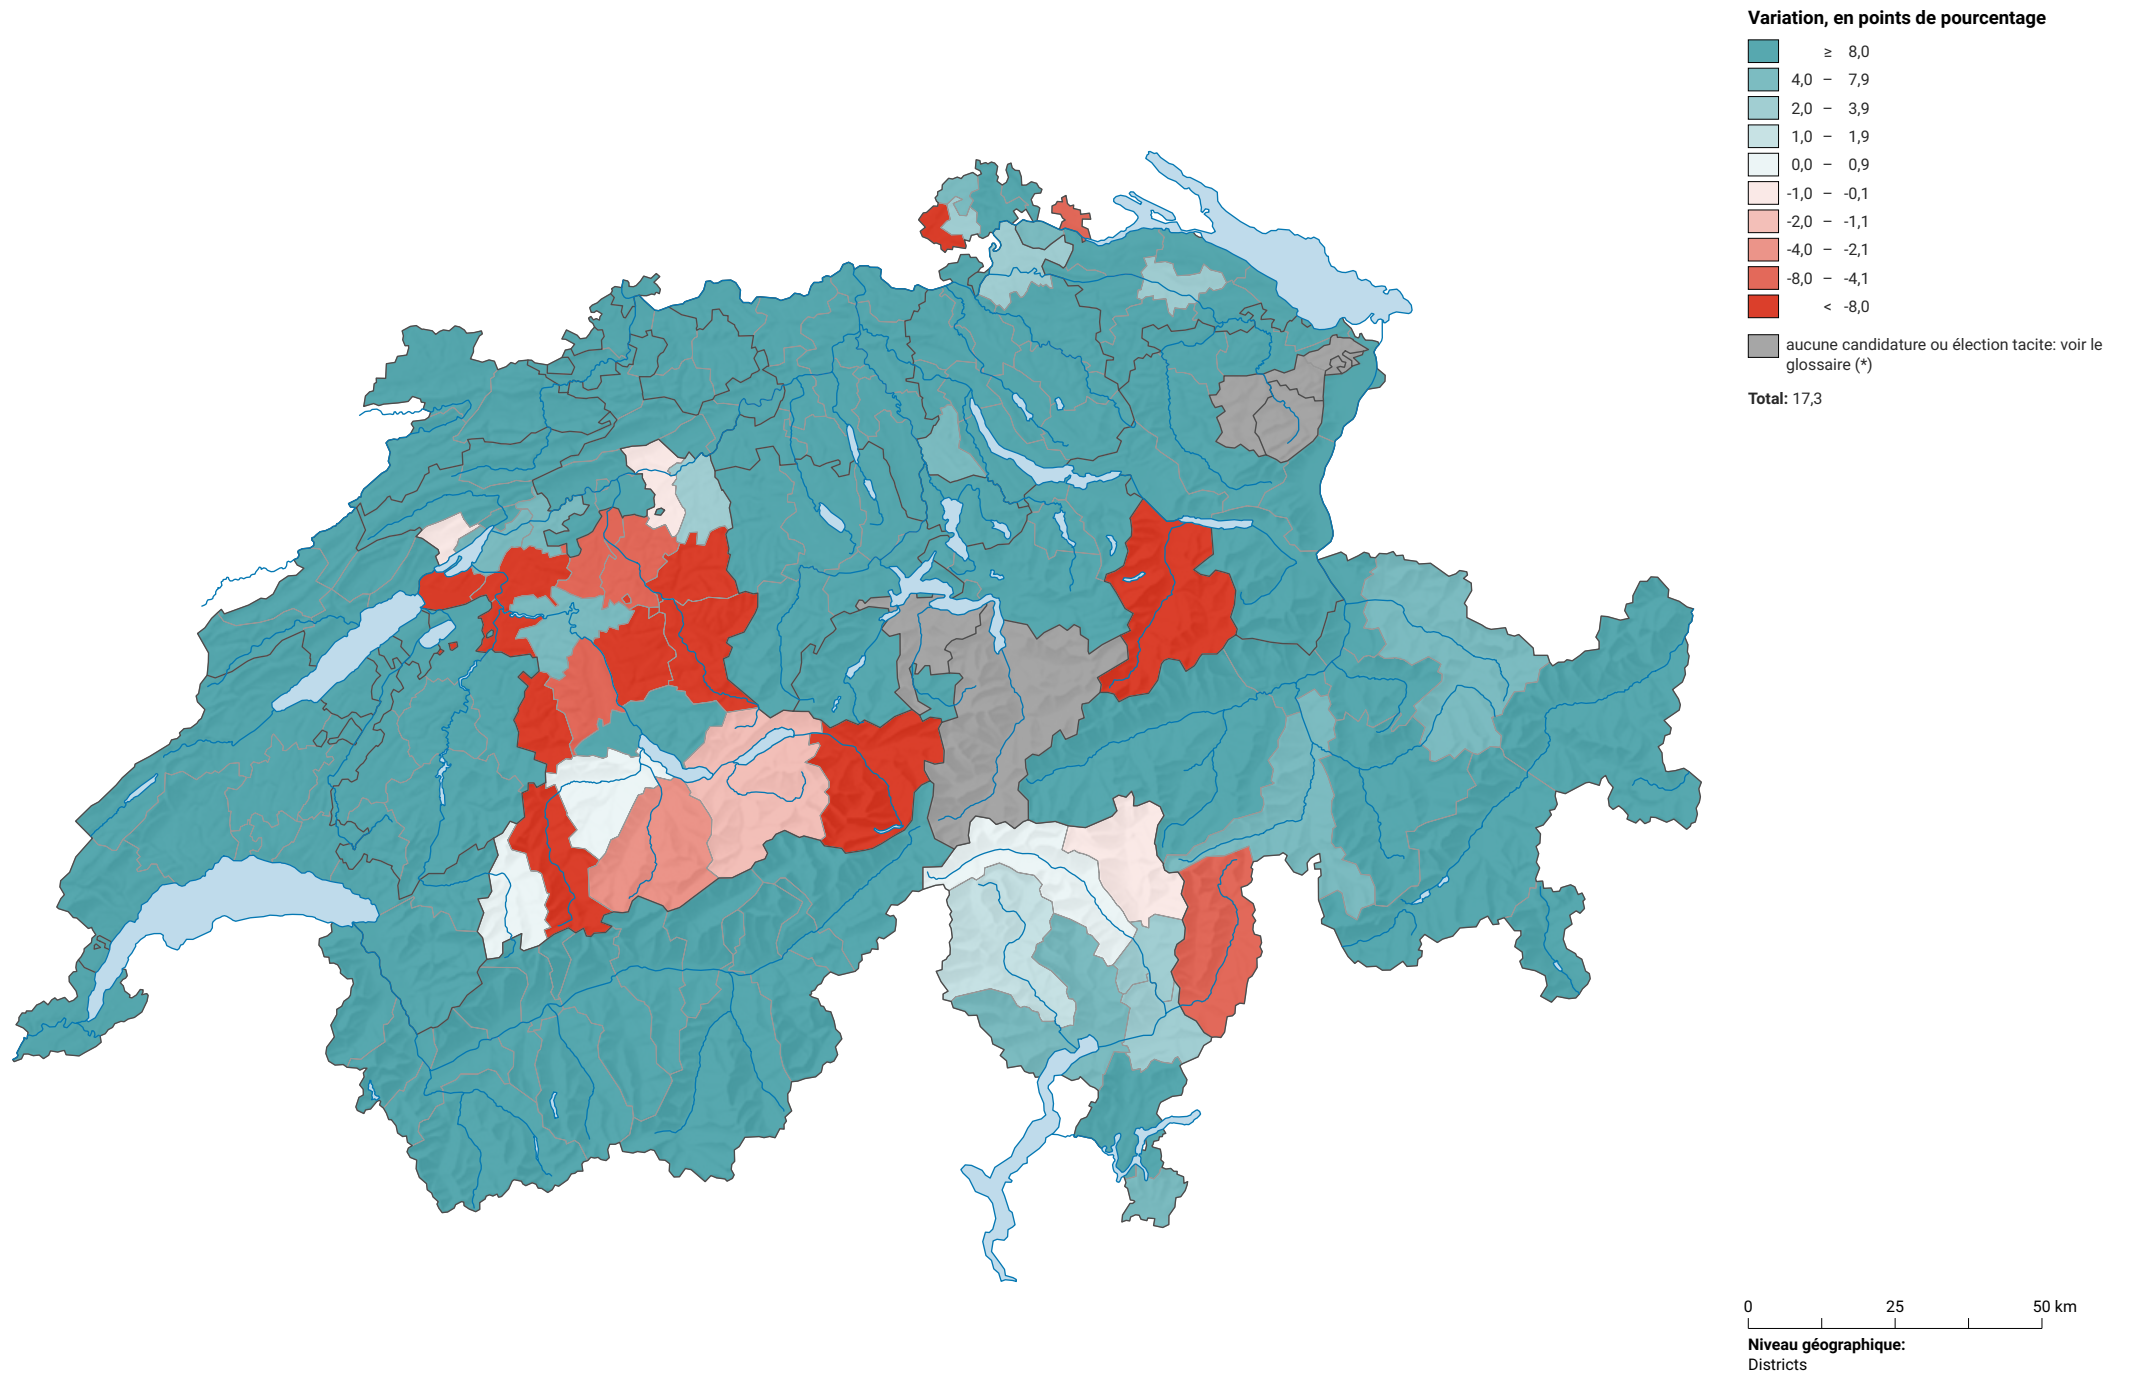 Variation, en points de pourcentage
≥ 8,0
4,0 – 7,9
2,0 – 3,9
1,0 – 1,9
0,0 – 0,9
-1,0 – -0,1
-2,0 – -1,1
-4,0 – -2,1
-8,0 – -4,1
< -8,0
aucune candidature ou élection tacite: voir le
glossaire (*)
Total: 17,3
0 25 50 km
Niveau géographique:
Districts